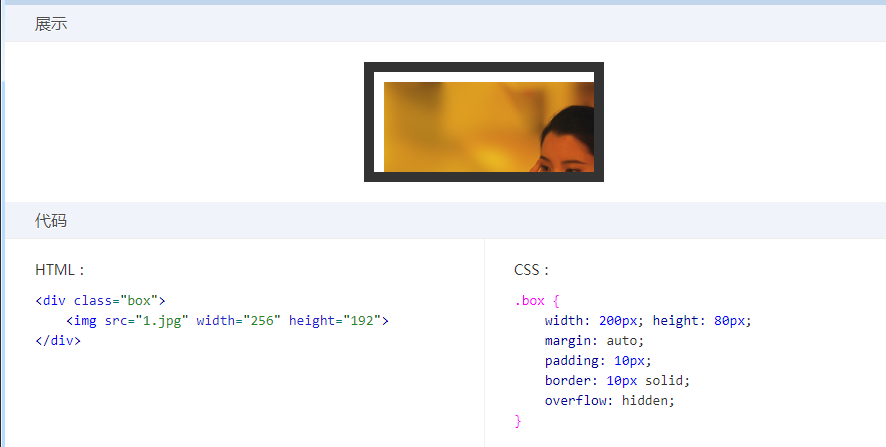 展示
代码
HTML：
<div class="box">
    <img src="1.jpg" width="256" height="192">
</div>
CSS：
.box {
    width: 200px; height: 80px;
    margin: auto;
    padding: 10px;
    border: 10px solid;
    overflow: hidden;
}